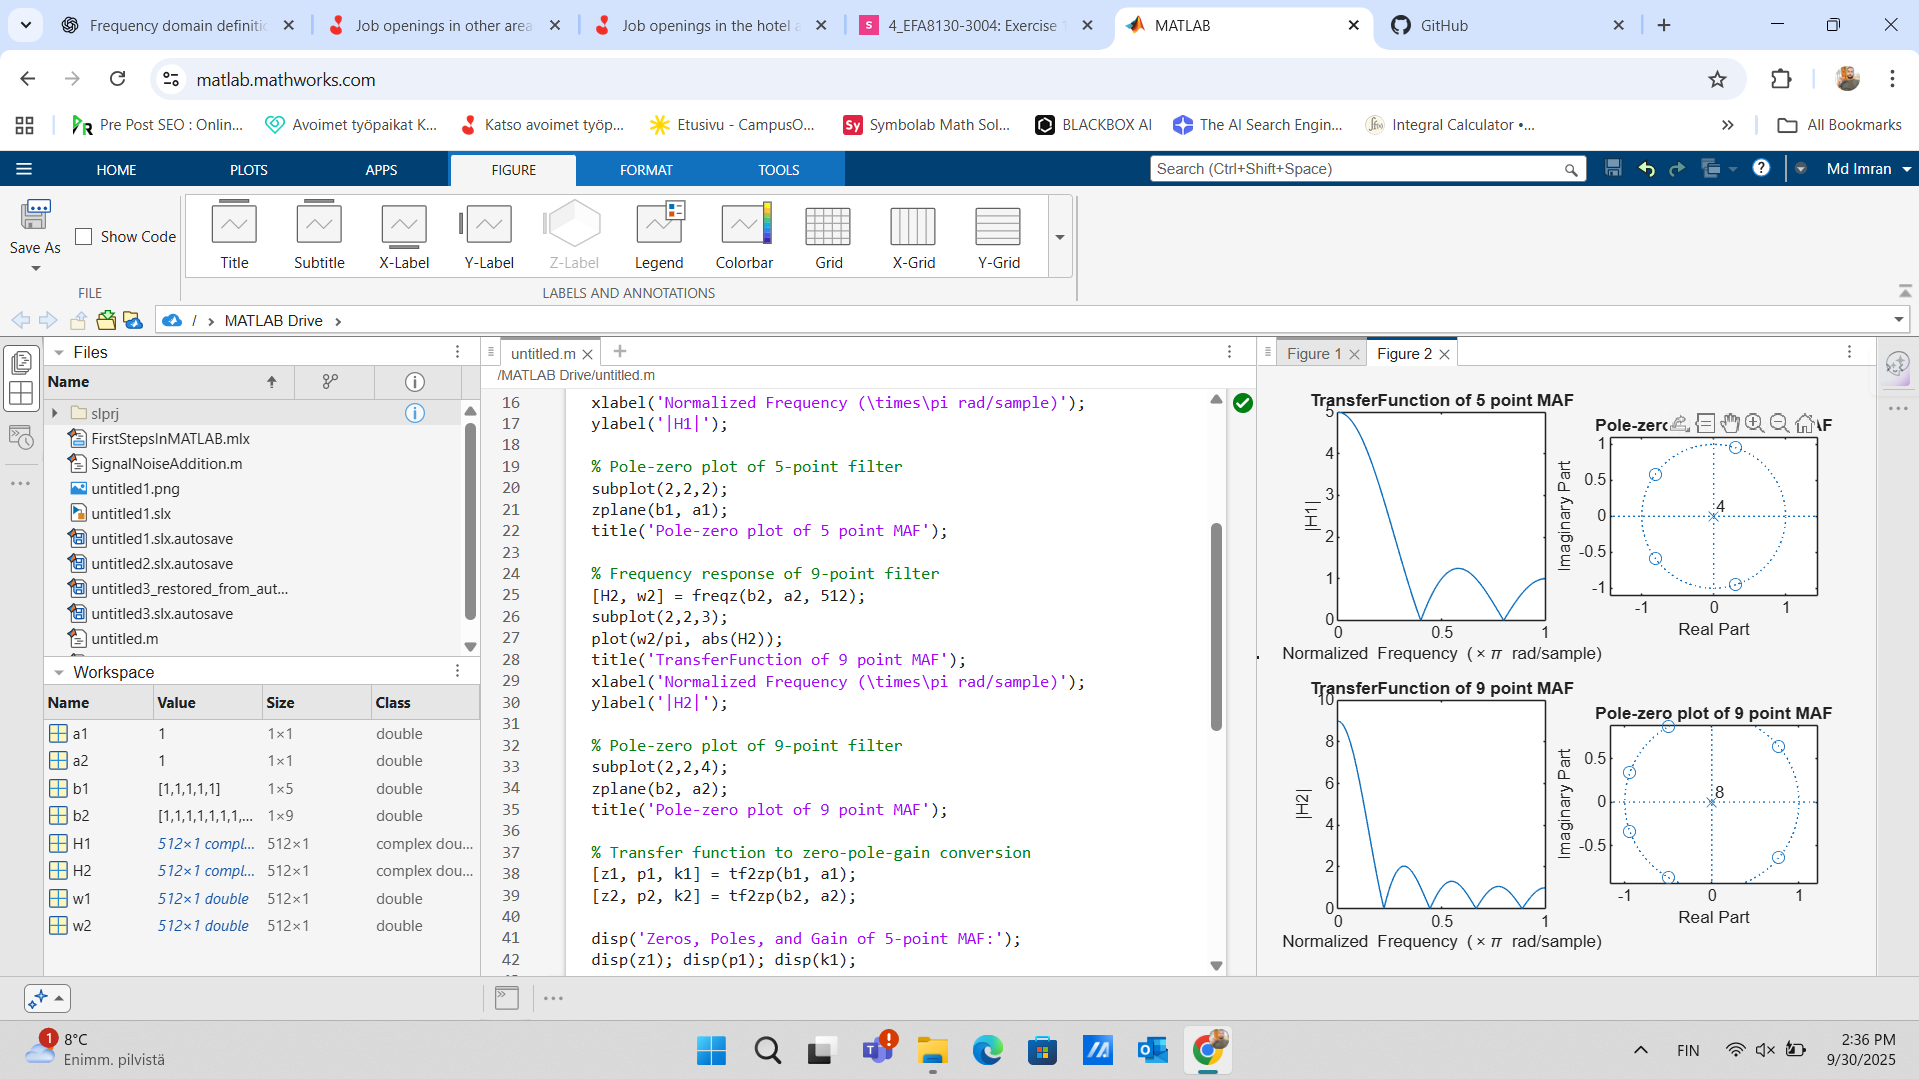 Frequency domain definitic
Job openings in other area
Job openings in the hotel a
4_EFA8130-3004: Exercise 1
MATLAB
GitHub
matlab.mathworks.com
Pre Post SEO : Onlin...
Avoimet työpaikat K...
Katso avoimet työp...
Etusivu - CampusO...
Symbolab Math Sol...
BLACKBOX AI
The AI Search Engin...
Integral Calculator •...
All Bookmarks
HOME
PLOTS
APPS
FIGURE
FORMAT
TOOLS
Search (Ctrl+Shift+Space)
Md Imran
Save As
Show Code
Title
Subtitle
X-Label
Y-Label
Z-Label
Legend
Colorbar
Grid
X-Grid
Y-Grid
FILE
LABELS AND ANNOTATIONS
/ › MATLAB Drive ›
Files
Name
slprj
FirstStepsInMATLAB.mlx
SignalNoiseAddition.m
untitled1.png
untitled1.slx
untitled1.slx.autosave
untitled2.slx.autosave
untitled3_restored_from_aut...
untitled3.slx.autosave
untitled.m
Workspace
Name Value Size Class
a1 1 1×1 double
a2 1 1×1 double
b1 [1,1,1,1,1] 1×5 double
b2 [1,1,1,1,1,1,1,... 1×9 double
H1 512×1 compl... 512×1 complex dou...
H2 512×1 compl... 512×1 complex dou...
w1 512×1 double 512×1 double
w2 512×1 double 512×1 double
untitled.m
/MATLAB Drive/untitled.m
16 xlabel('Normalized Frequency (\times\pi rad/sample)');
17 ylabel('|H1|');
18
19 % Pole-zero plot of 5-point filter
20 subplot(2,2,2);
21 zplane(b1, a1);
22 title('Pole-zero plot of 5 point MAF');
23
24 % Frequency response of 9-point filter
25 [H2, w2] = freqz(b2, a2, 512);
26 subplot(2,2,3);
27 plot(w2/pi, abs(H2));
28 title('TransferFunction of 9 point MAF');
29 xlabel('Normalized Frequency (\times\pi rad/sample)');
30 ylabel('|H2|');
31
32 % Pole-zero plot of 9-point filter
33 subplot(2,2,4);
34 zplane(b2, a2);
35 title('Pole-zero plot of 9 point MAF');
36
37 % Transfer function to zero-pole-gain conversion
38 [z1, p1, k1] = tf2zp(b1, a1);
39 [z2, p2, k2] = tf2zp(b2, a2);
40
41 disp('Zeros, Poles, and Gain of 5-point MAF:');
42 disp(z1); disp(p1); disp(k1);
Figure 1
Figure 2
TransferFunction of 5 point MAF
5
4
3
2
1
0
|H1|
0 0.5 1
Normalized Frequency (×π rad/sample)
Pole-zero
AF
1
0.5
0
-0.5
-1
Imaginary Part
4
-1 0 1
Real Part
TransferFunction of 9 point MAF
10
8
6
4
2
0
|H2|
0 0.5 1
Normalized Frequency (×π rad/sample)
Pole-zero plot of 9 point MAF
0.5
0
-0.5
Imaginary Part
8
-1 0 1
Real Part
1
8°C
Enimm. pilvistä
FIN
2:36 PM
9/30/2025